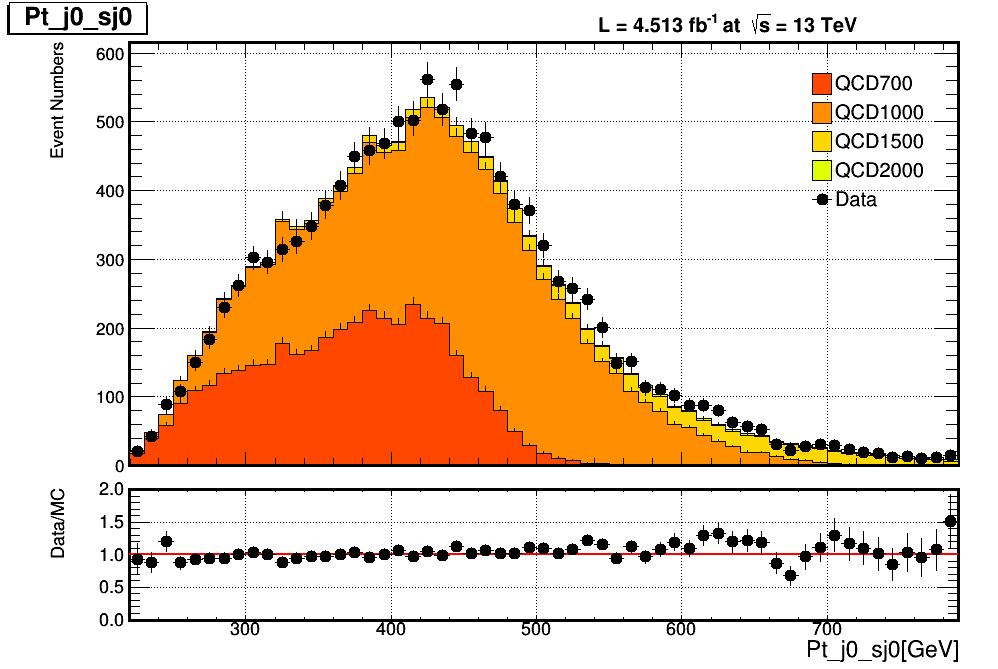 Pt_j0_sj0
L = 4.513 fb⁻¹ at √s = 13 TeV
Event Numbers
600
500
400
300
200
100
0
QCD700
QCD1000
QCD1500
QCD2000
Data
Data/MC
2.0
1.5
1.0
0.5
0.0
300 400 500 600 700
Pt_j0_sj0[GeV]